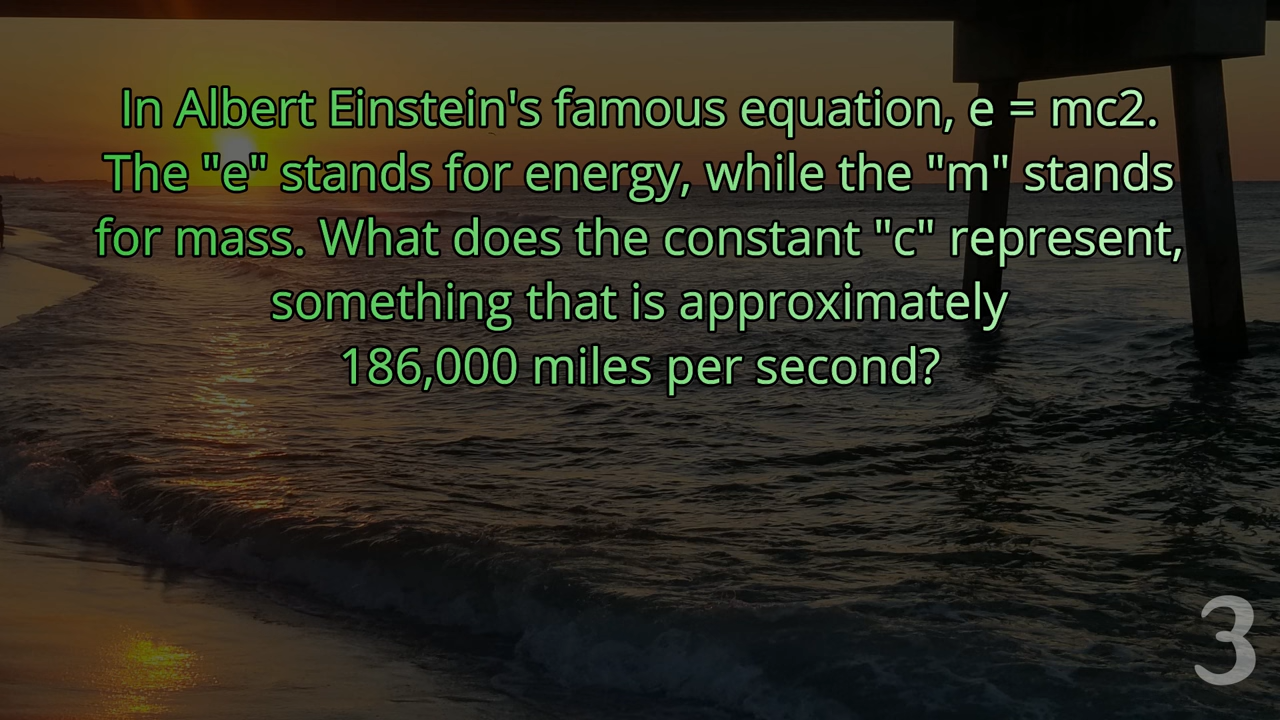 In Albert Einstein's famous equation, e = mc2.
The "e" stands for energy, while the "m" stands
for mass. What does the constant "c" represent,
something that is approximately
186,000 miles per second?
3